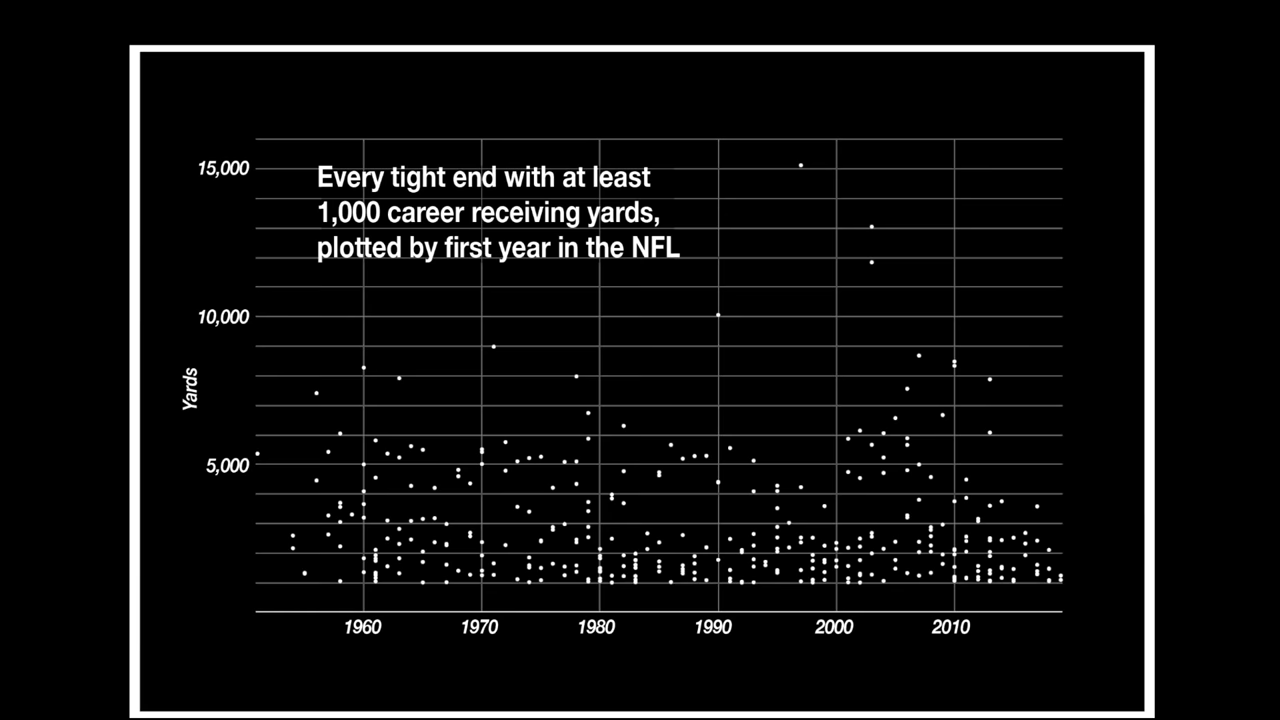 Every tight end with at least
1,000 career receiving yards,
plotted by first year in the NFL
15,000
10,000
5,000
Yards
1960 1970 1980 1990 2000 2010